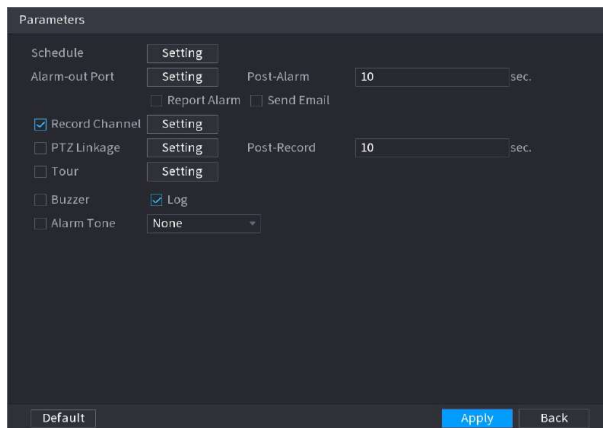 Parameters
Schedule Setting
Alarm-out Port Setting Post-Alarm 10 sec.
Report Alarm Send Email
Record Channel Setting
PTZ Linkage Setting Post-Record 10 sec.
Tour Setting
Buzzer Log
Alarm Tone None
Default Apply Back